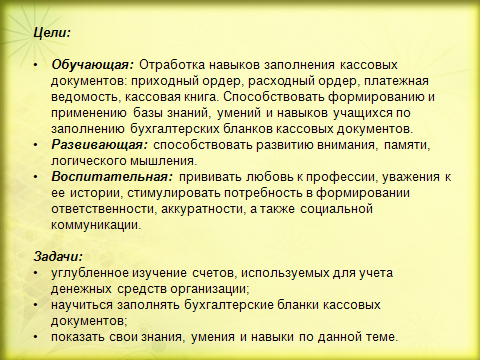 Цели:
• Обучающая: Отработка навыков заполнения кассовых
документов: приходный ордер, расходный ордер, платежная
ведомость, кассовая книга. Способствовать формированию и
применению базы знаний, умений и навыков учащихся по
заполнению бухгалтерских бланков кассовых документов.
• Развивающая: способствовать развитию внимания, памяти,
логического мышления.
• Воспитательная: прививать любовь к профессии, уважения к
ее истории, стимулировать потребность в формировании
ответственности, аккуратности, а также социальной
коммуникации.
Задачи:
• углубленное изучение счетов, используемых для учета
денежных средств организации;
• научиться заполнять бухгалтерские бланки кассовых
документов;
• показать свои знания, умения и навыки по данной теме.